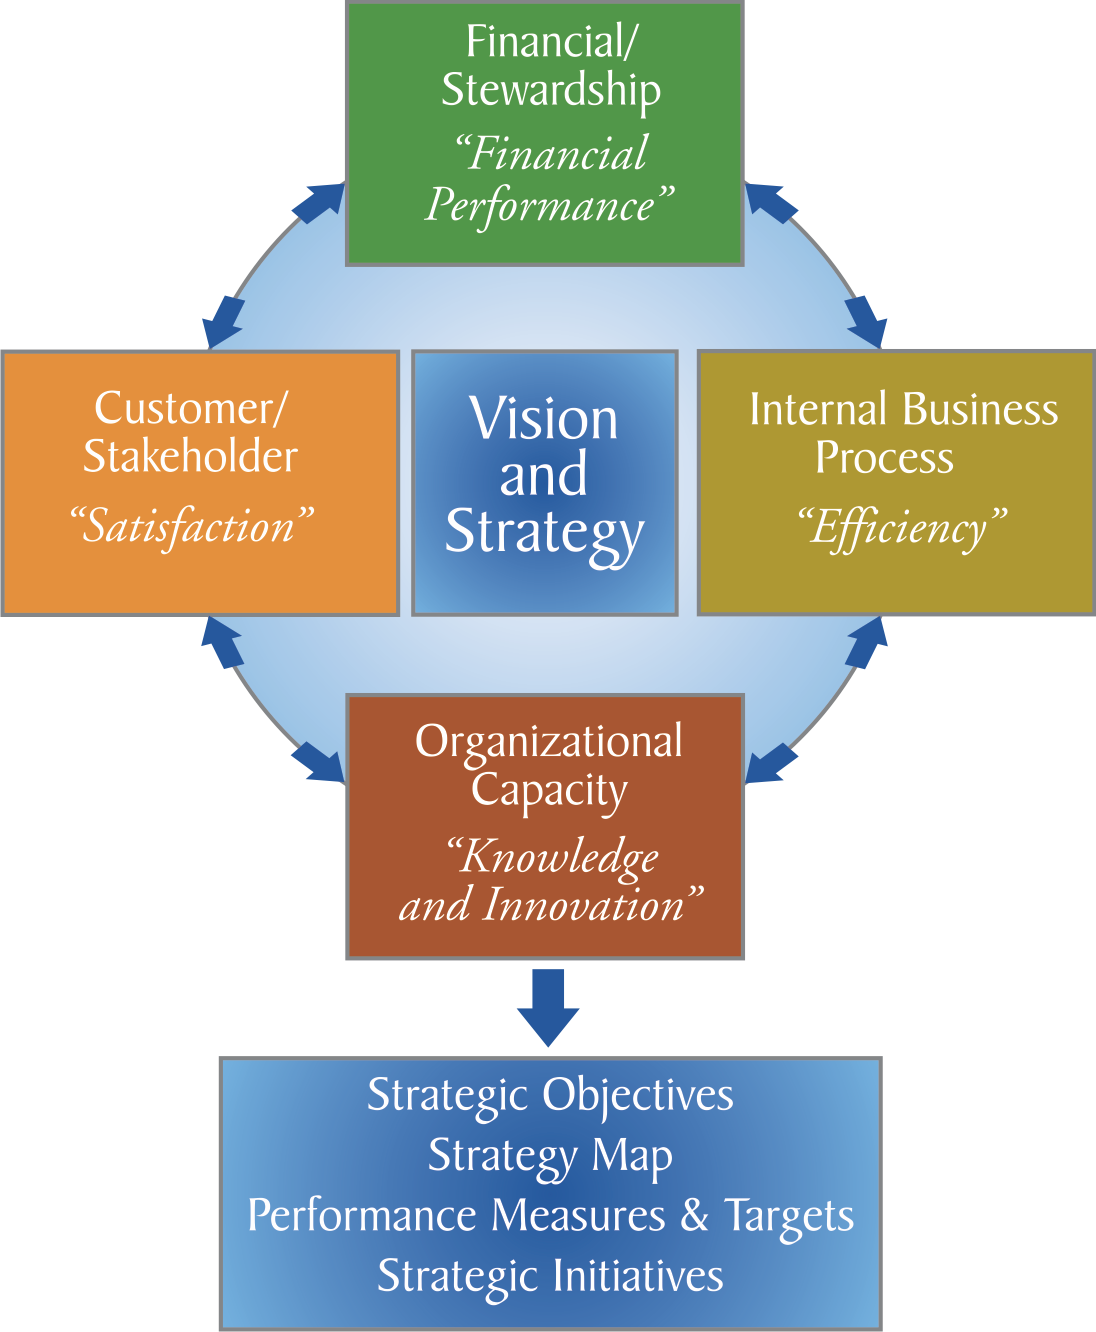 Financial/
Stewardship
“Financial
Performance”
Customer/
Stakeholder
“Satisfaction”
Vision
and
Strategy
Internal Business
Process
“Efficiency”
Organizational
Capacity
“Knowledge
and Innovation”
Strategic Objectives
Strategy Map
Performance Measures & Targets
Strategic Initiatives